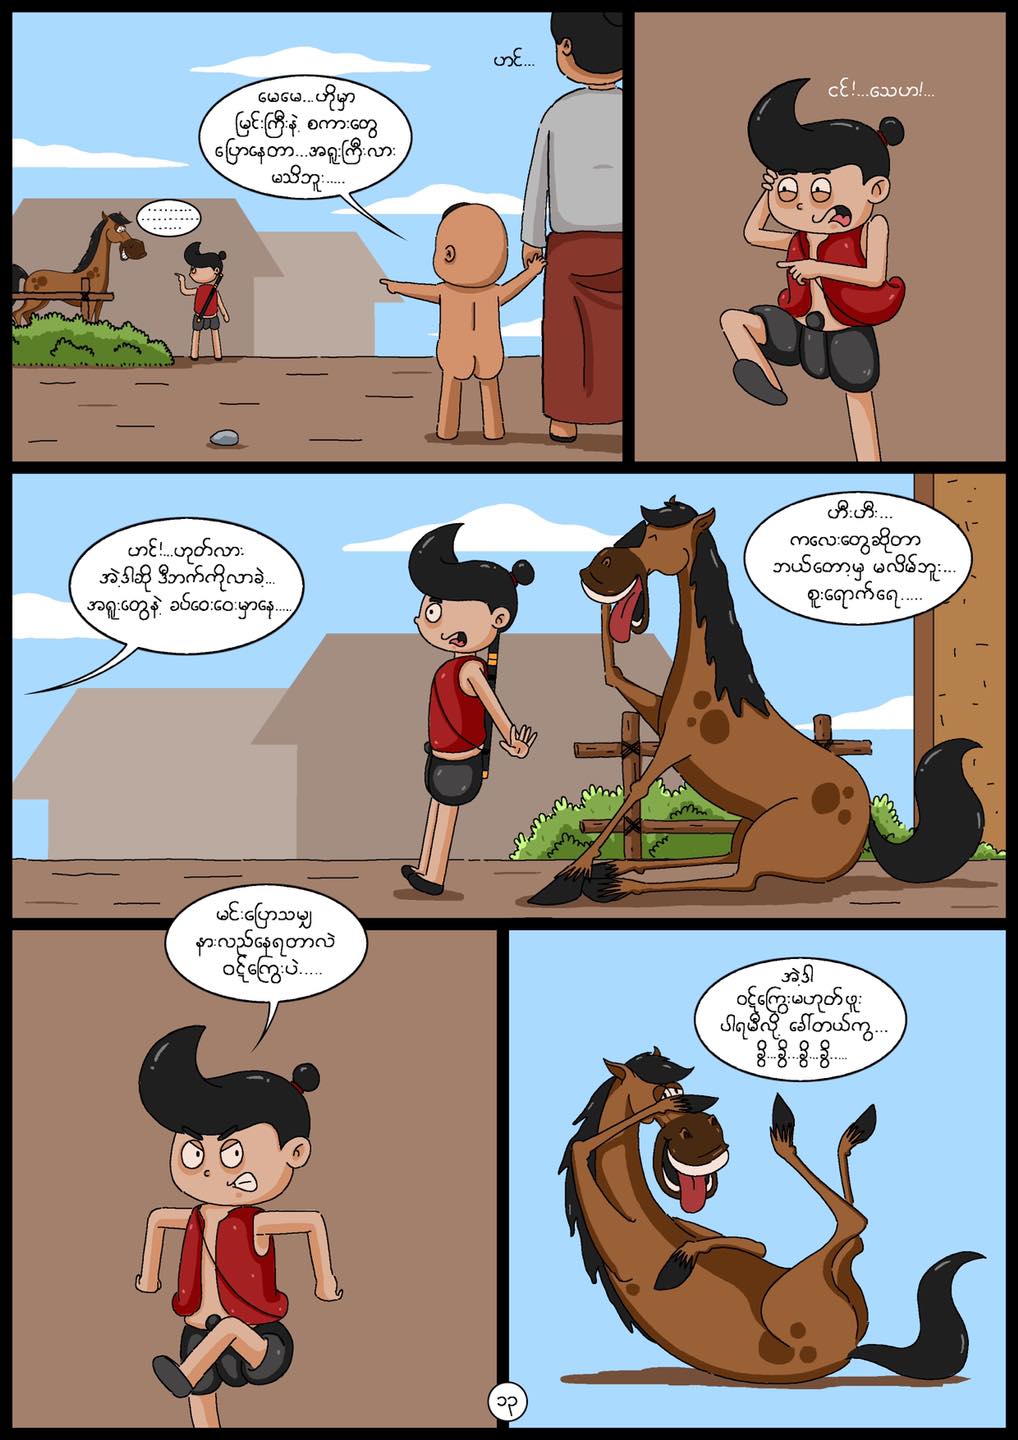 ဟင်...
မေမေ...ဟိုမှာ
မြင်းကြီးနဲ့ စကားတွေ
ပြောနေတာ...အရူးကြီးလား
မသိဘူး.....
ငင်!...သေဟ!...
ဟင်!...ဟုတ်လား
အဲ့ဒါဆို ဒီဘက်ကိုလာခဲ့...
အရူးတွေနဲ့ ခပ်ဝေးဝေးမှာနေ.....
ဟီးဟီး...
ကလေးတွေဆိုတာ
ဘယ်တော့မှ မလိမ်ဘူး...
စူးရောက်ရေ.....
မင်းပြောသမျှ
နားလည်နေရတာလဲ
ဝဋ်ကြွေးပဲ.....
အဲ့ဒါ
ဝဋ်ကြွေးမဟုတ်ဖူး
ပါရမီလို့ ခေါ်တယ်ကွ...
ခွိ...ခွိ...ခွိ...ခွိ.....
၁၃